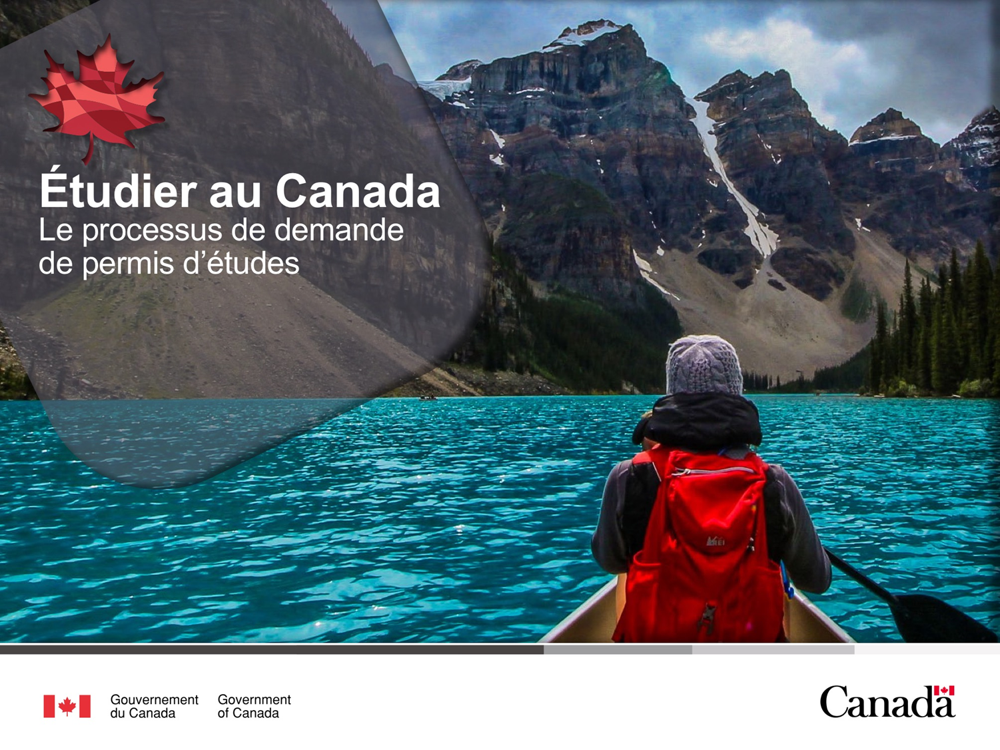 Étudier au Canada
Le processus de demande
de permis d’études
Gouvernement
du Canada
Government
of Canada
Canada